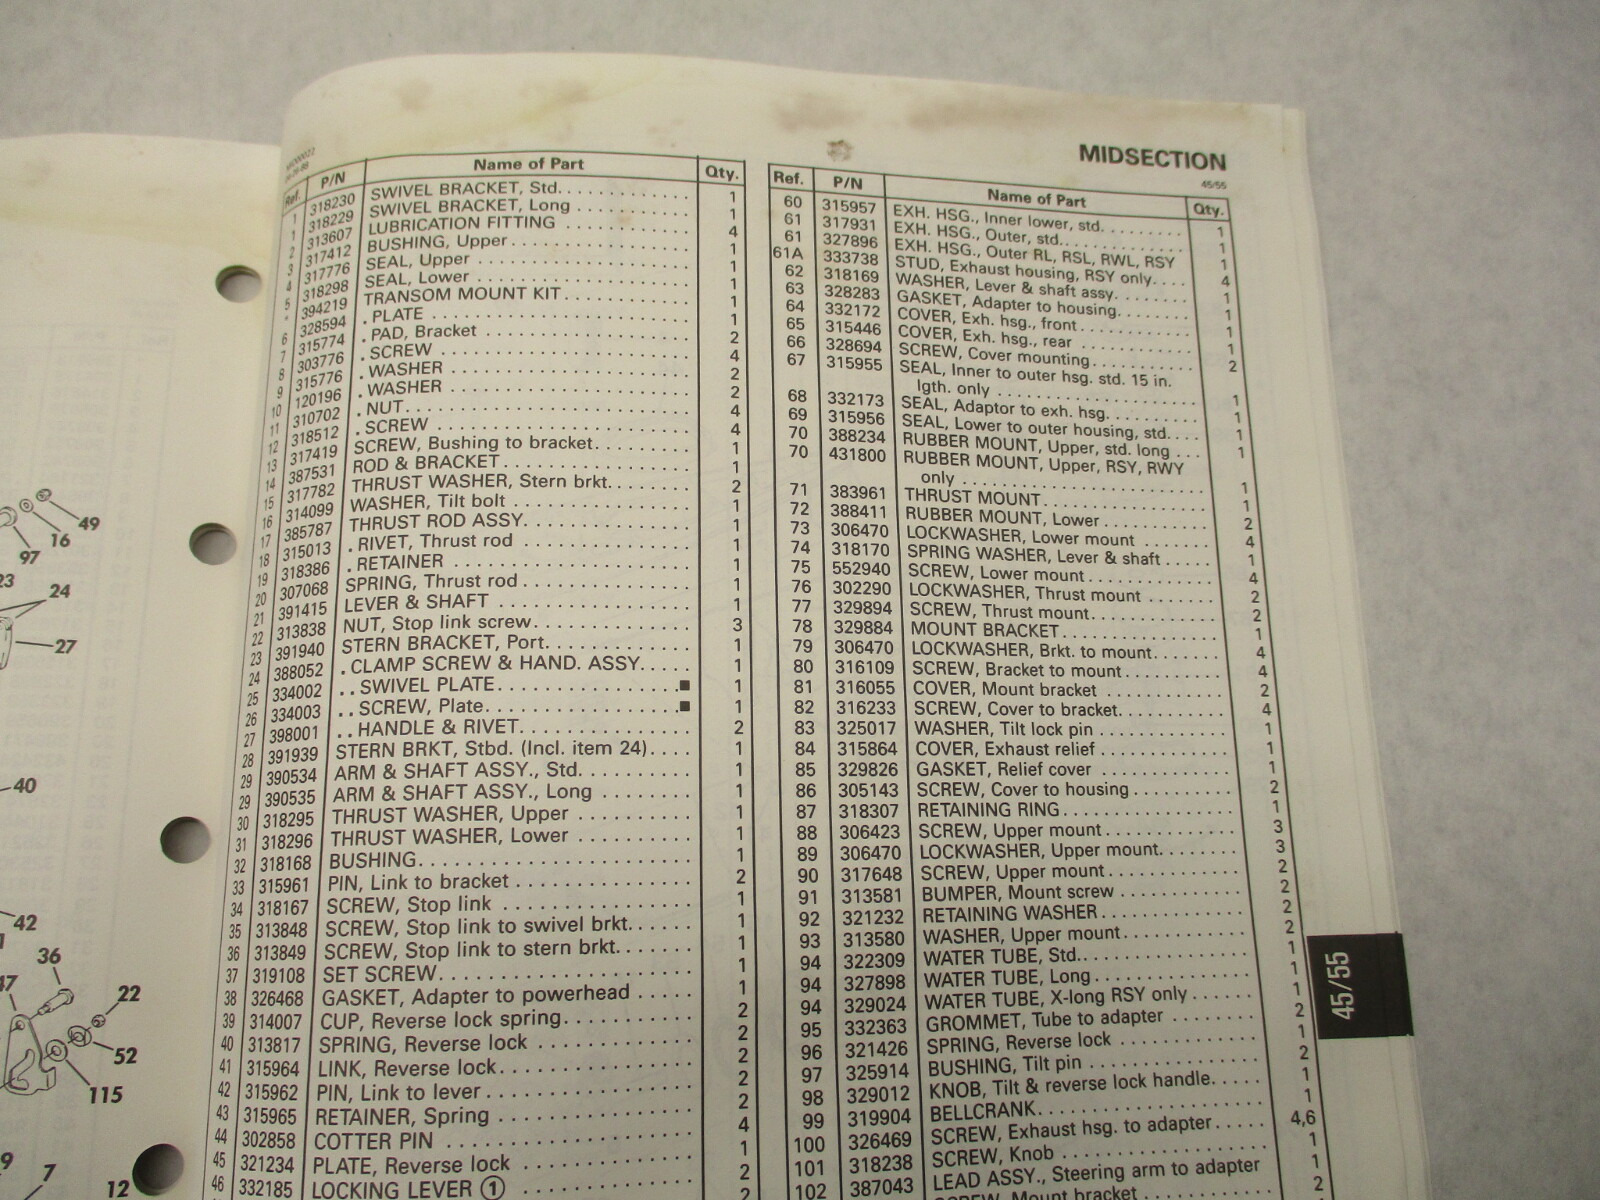 MIDSECTION
45/55
Ref. P/N Name of Part Qty.
1 318230 SWIVEL BRACKET, Std. 1
1 318229 SWIVEL BRACKET, Long 1
2 313607 LUBRICATION FITTING 4
3 317412 BUSHING, Upper 1
4 317776 SEAL, Upper 1
5 318298 SEAL, Lower 1
* 394219 TRANSOM MOUNT KIT 1
6 328594 . PLATE 1
7 315774 . PAD, Bracket 2
8 303776 . SCREW 4
9 315776 . WASHER 2
10 120196 . WASHER 2
11 310702 . NUT 4
12 318512 . SCREW 4
13 317419 SCREW, Bushing to bracket 1
14 387531 ROD & BRACKET 1
15 317782 THRUST WASHER, Stern brkt. 2
16 314099 WASHER, Tilt bolt 1
17 385787 THRUST ROD ASSY. 1
18 315013 . RIVET, Thrust rod 1
19 318386 . RETAINER 1
20 307068 SPRING, Thrust rod 1
21 391415 LEVER & SHAFT 1
22 313838 NUT, Stop link screw 3
23 391940 STERN BRACKET, Port 1
24 388052 . CLAMP SCREW & HAND. ASSY. 1
25 334002 . . SWIVEL PLATE ■ 1
26 334003 . . SCREW, Plate ■ 1
27 398001 . . HANDLE & RIVET 2
28 391939 STERN BRKT, Stbd. (Incl. item 24) 1
29 390534 ARM & SHAFT ASSY., Std. 1
29 390535 ARM & SHAFT ASSY., Long 1
30 318295 THRUST WASHER, Upper 1
31 318296 THRUST WASHER, Lower 1
32 318168 BUSHING 1
33 315961 PIN, Link to bracket 2
34 318167 SCREW, Stop link 1
35 313848 SCREW, Stop link to swivel brkt. 1
36 313849 SCREW, Stop link to stern brkt. 1
37 319108 SET SCREW 1
38 326468 GASKET, Adapter to powerhead 1
39 314007 CUP, Reverse lock spring 2
40 313817 SPRING, Reverse lock 2
41 315964 LINK, Reverse lock 2
42 315962 PIN, Link to lever 2
43 315965 RETAINER, Spring 2
44 302858 COTTER PIN 4
45 321234 PLATE, Reverse lock 1
46 332185 LOCKING LEVER ① 2
Ref. P/N Name of Part Qty.
60 315957 EXH. HSG., Inner lower, std. 1
61 317931 EXH. HSG., Outer, std. 1
61 327896 EXH. HSG., Outer RL, RSL, RWL, RSY 1
61A 333738 STUD, Exhaust housing, RSY only 4
62 318169 WASHER, Lever & shaft assy. 1
63 328283 GASKET, Adapter to housing 1
64 332172 COVER, Exh. hsg., front 1
65 315446 COVER, Exh. hsg., rear 1
66 328694 SCREW, Cover mounting 2
67 315955 SEAL, Inner to outer hsg. std. 15 in.
lgth. only 1
68 332173 SEAL, Adaptor to exh. hsg. 1
69 315956 SEAL, Lower to outer housing, std. 1
70 388234 RUBBER MOUNT, Upper, std. long 1
70 431800 RUBBER MOUNT, Upper, RSY, RWY
only 1
71 383961 THRUST MOUNT 1
72 388411 RUBBER MOUNT, Lower 2
73 306470 LOCKWASHER, Lower mount 4
74 318170 SPRING WASHER, Lever & shaft 1
75 552940 SCREW, Lower mount 4
76 302290 LOCKWASHER, Thrust mount 2
77 329894 SCREW, Thrust mount 2
78 329884 MOUNT BRACKET 1
79 306470 LOCKWASHER, Brkt. to mount 4
80 316109 SCREW, Bracket to mount 4
81 316055 COVER, Mount bracket 2
82 316233 SCREW, Cover to bracket 4
83 325017 WASHER, Tilt lock pin 1
84 315864 COVER, Exhaust relief 1
85 329826 GASKET, Relief cover 1
86 305143 SCREW, Cover to housing 2
87 318307 RETAINING RING 1
88 306423 SCREW, Upper mount 3
89 306470 LOCKWASHER, Upper mount 3
90 317648 SCREW, Upper mount 2
91 313581 BUMPER, Mount screw 2
92 321232 RETAINING WASHER 2
93 313580 WASHER, Upper mount 2
94 322309 WATER TUBE, Std. 1
94 327898 WATER TUBE, Long 1
94 329024 WATER TUBE, X-long RSY only 1
95 332363 GROMMET, Tube to adapter 2
96 321426 SPRING, Reverse lock 1
97 325914 BUSHING, Tilt pin 2
98 329012 KNOB, Tilt & reverse lock handle 1
99 319904 BELLCRANK 1
100 326469 SCREW, Exhaust hsg. to adapter 4,6
101 318238 SCREW, Knob 1
102 387043 LEAD ASSY., Steering arm to adapter 1
SCREW, Mount bracket 2
45/55
49
16
97
23
24
27
40
42
36
47
22
52
115
9
7
12